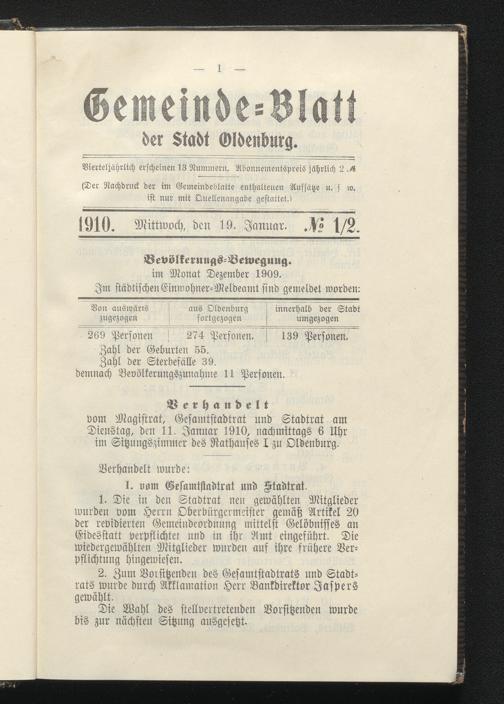 — 1 —
Gemeinde=Blatt
der Stadt Oldenburg.
Vierteljährlich erscheinen 13 Nummern. Abonnementspreis jährlich 2 ℳ
(Der Nachdruck der im Gemeindeblatte enthaltenen Aufsätze u. s w.
ist nur mit Quellenangabe gestattet.)
1910. Mittwoch, den 19. Januar. № 1/2.
Bevölkerungs=Bewegung.
im Monat Dezember 1909.
Im städtischen Einwohner=Meldeamt sind gemeldet worden:
Von auswärts aus Oldenburg innerhalb der Stadt
zugezogen fortgezogen umgezogen
269 Personen 274 Personen. 139 Personen.
Zahl der Geburten 55.
Zahl der Sterbefälle 39.
demnach Bevölkerungszunahme 11 Personen.
Verhandelt
vom Magistrat, Gesamtstadtrat und Stadtrat am
Dienstag, den 11. Januar 1910, nachmittags 6 Uhr
im Sitzungszimmer des Rathauses I zu Oldenburg.
Verhandelt wurde:
I. vom Gesamtstadtrat und Stadtrat.
1. Die in den Stadtrat neu gewählten Mitglieder
wurden vom Herrn Oberbürgermeister gemäß Artikel 20
der revidierten Gemeindeordnung mittelst Gelöbnisses an
Eidesstatt verpflichtet und in ihr Amt eingeführt. Die
wiedergewählten Mitglieder wurden auf ihre frühere Ver-
pflichtung hingewiesen.
2. Zum Vorsitzenden des Gesamtstadtrats und Stadt-
rats wurde durch Akklamation Herr Bankdirektor Jaspers
gewählt.
Die Wahl des stellvertretenden Vorsitzenden wurde
bis zur nächsten Sitzung ausgesetzt.